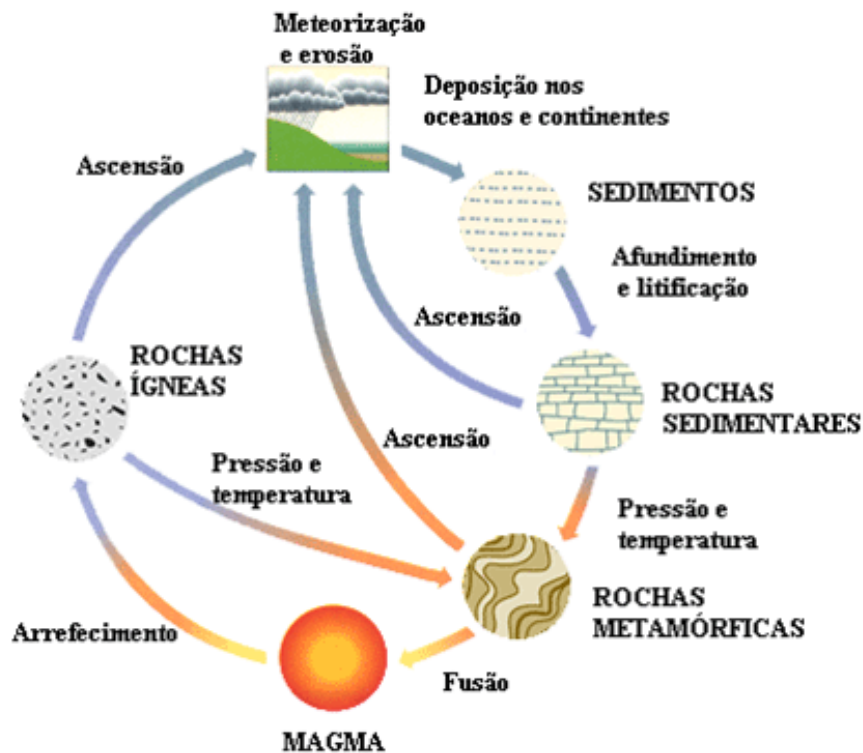 Meteorização
e erosão
Deposição nos
oceanos e continentes
Ascensão
SEDIMENTOS
Afundimento
e litificação
Ascensão
ROCHAS
ÍGNEAS
ROCHAS
SEDIMENTARES
Ascensão
Pressão e
temperatura
Pressão e
temperatura
ROCHAS
METAMÓRFICAS
Arrefecimento
Fusão
MAGMA